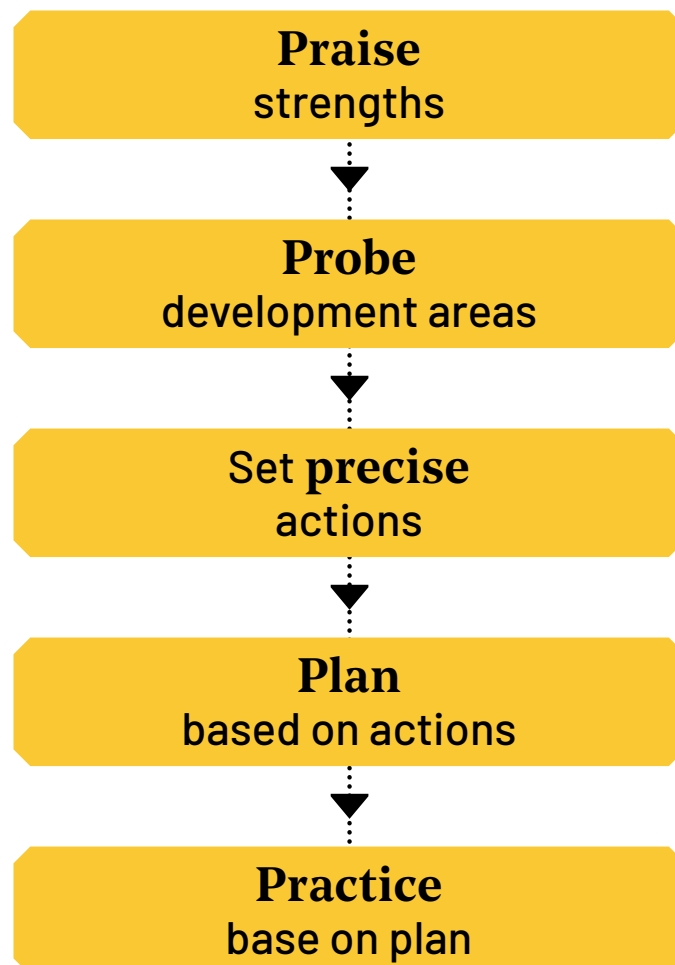 Praise
strengths
Probe
development areas
Set precise
actions
Plan
based on actions
Practice
base on plan